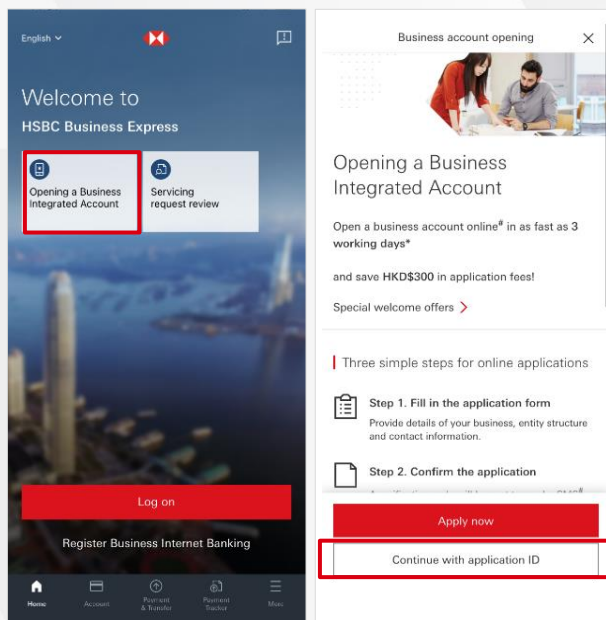 English
Welcome to
HSBC Business Express
Opening a Business
Integrated Account
Servicing
request review
Log on
Register Business Internet Banking
Home
Account
Payment
& Transfer
Payment
Tracker
More
Business account opening
Opening a Business
Integrated Account
Open a business account online# in as fast as 3
working days*
and save HKD$300 in application fees!
Special welcome offers
Three simple steps for online applications
Step 1. Fill in the application form
Provide details of your business, entity structure
and contact information.
Step 2. Confirm the application
Apply now
Continue with application ID